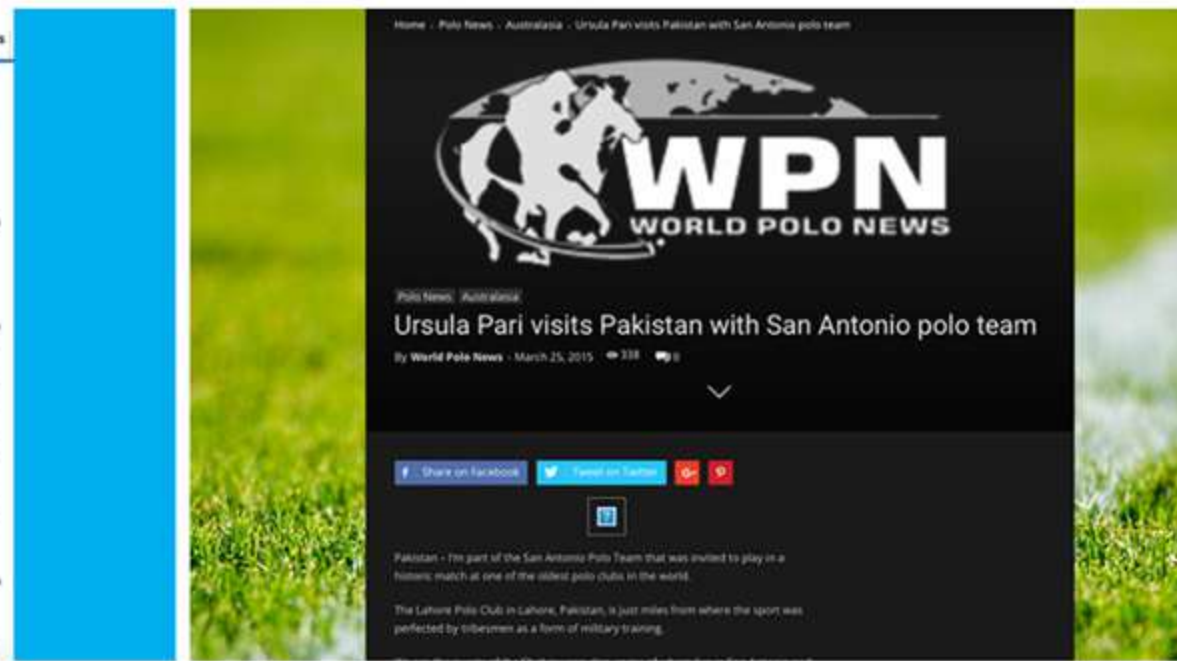 s
Home - Polo News - Australasia - Ursula Pari visits Pakistan with San Antonio polo team
WPN
WORLD POLO NEWS
Polo News Australasia
Ursula Pari visits Pakistan with San Antonio polo team
By World Polo News - March 25, 2015 338 0
Share on Facebook Tweet on Twitter G+
?
Pakistan – I'm part of the San Antonio Polo Team that was invited to play in a
historic match at one of the oldest polo clubs in the world.
The Lahore Polo Club in Lahore, Pakistan, is just miles from where the sport was
perfected by tribesmen as a form of military training.